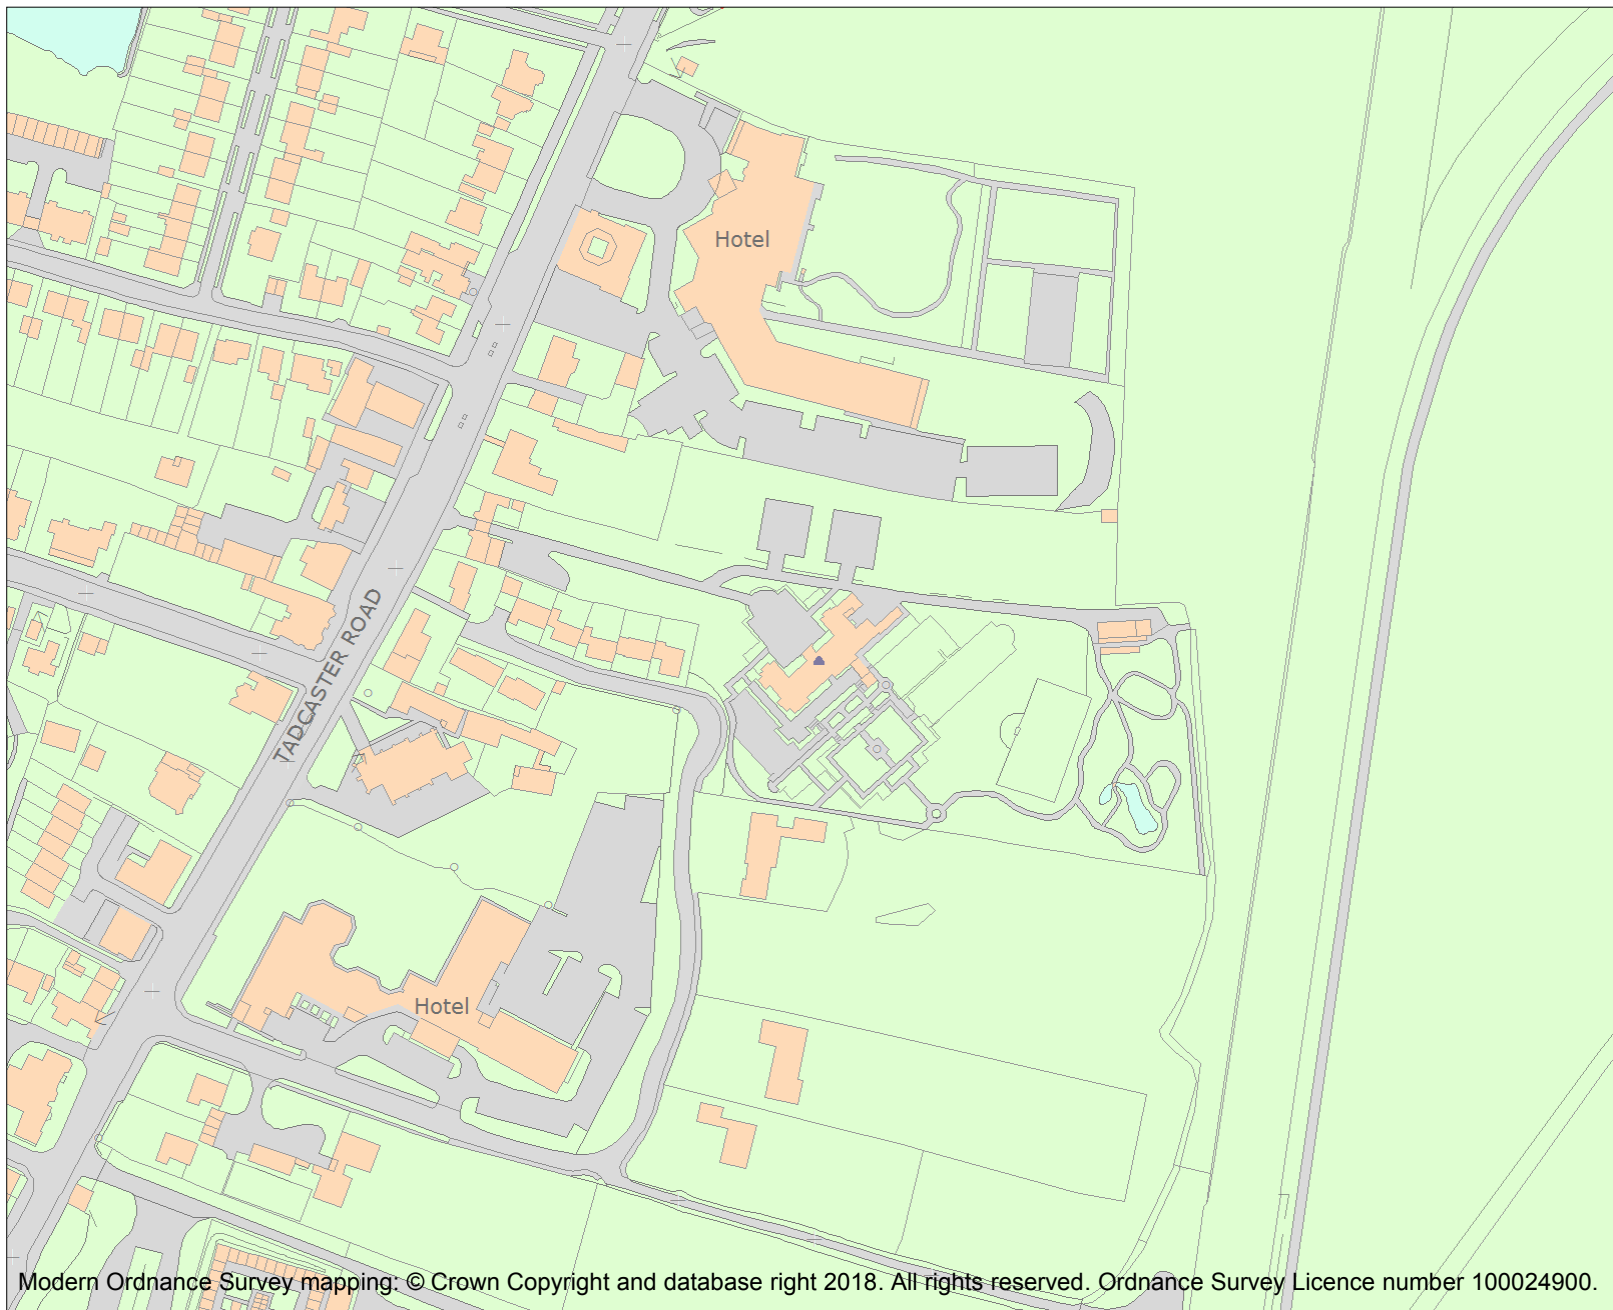 Hotel
TADCASTER ROAD
Hotel
Modern Ordnance Survey mapping: © Crown Copyright and database right 2018. All rights reserved. Ordnance Survey Licence number 100024900.